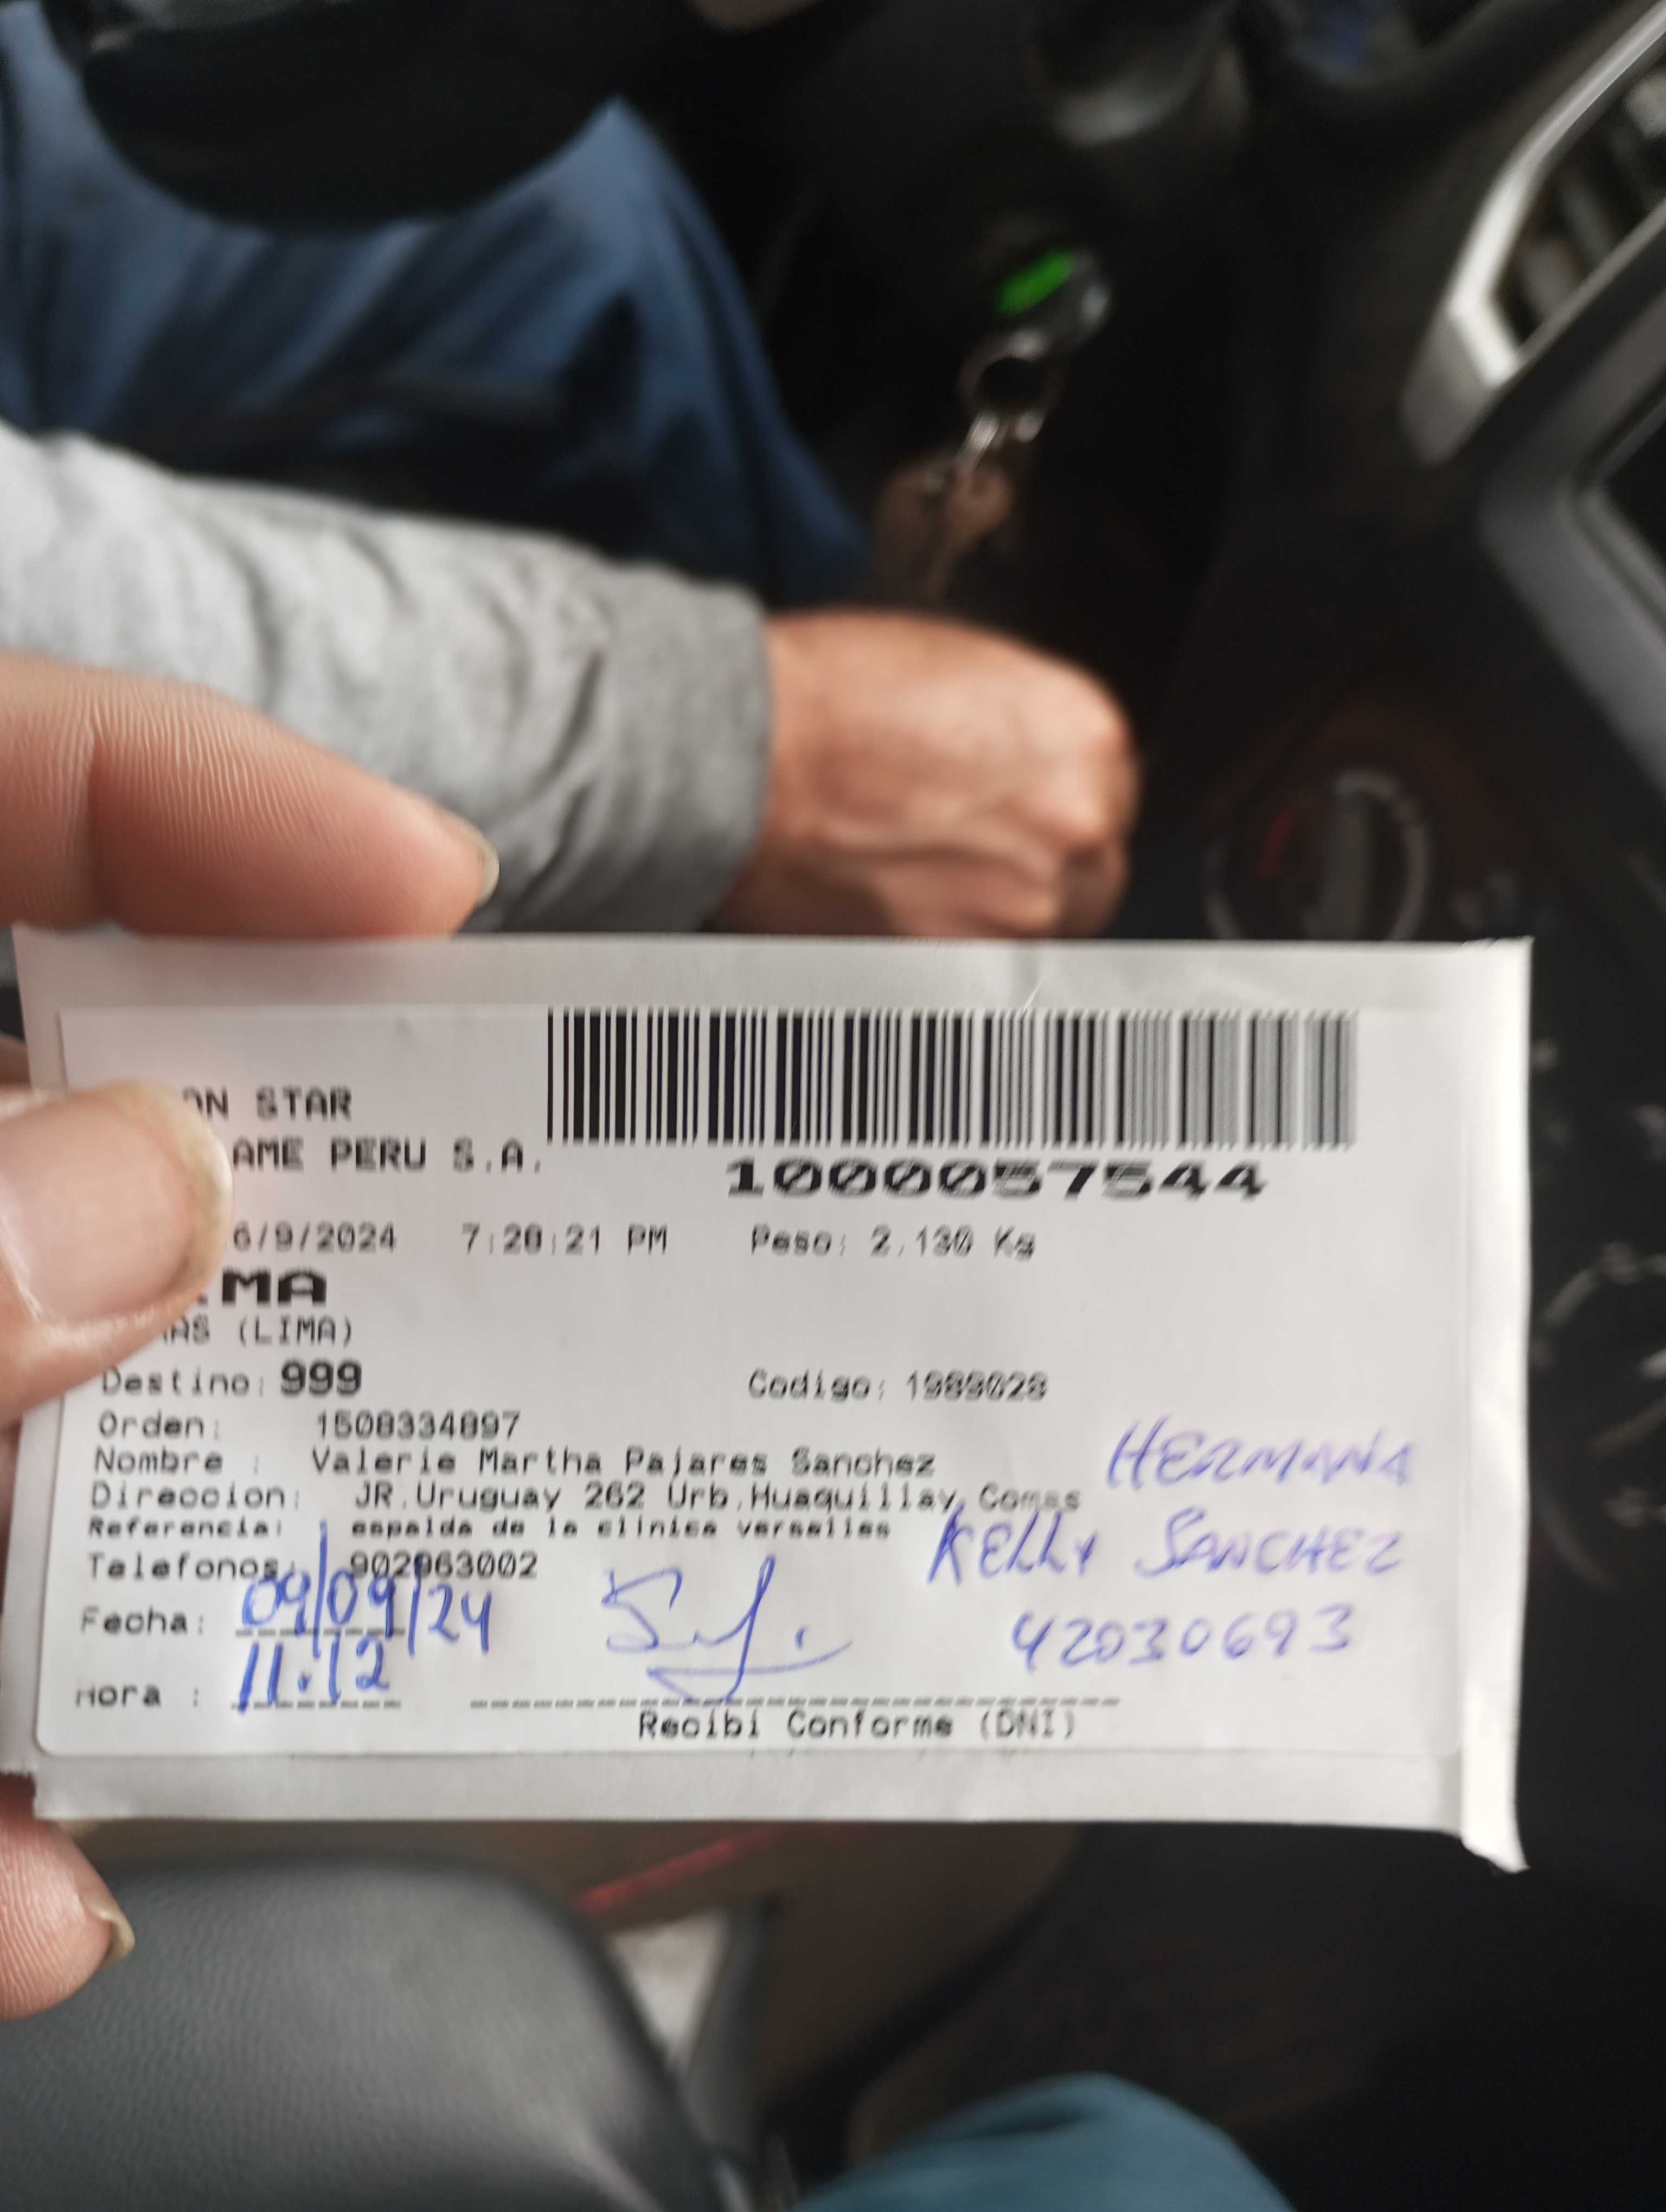 ON STAR
AME PERU S.A.
1000057544
6/9/2024 7:20:21 PM Peso: 2.130 Kg
MA
AS (LIMA)
Destino: 999 Codigo: 1989028
Orden: 1508334897
Nombre : Valerie Martha Pajares Sanchez
HERMANA
Direccion: JR.Uruguay 262 Urb.Huaquillay, Comas
Referencia: espalda de la clinica versalles
KELLY SANCHEZ
Telefonos: 902963002
Fecha: 09/09/24
42030693
Hora : 11:12
Recibi Conforme (DNI)